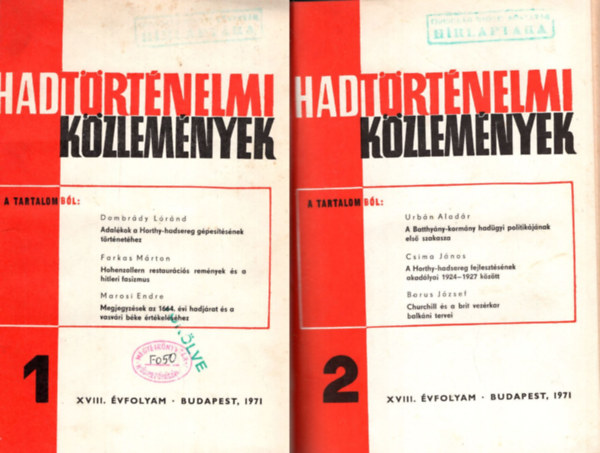 HÍRLAPTÁRA
HADTÖRTÉNELMI
KÖZLEMÉNYEK
A TARTALOMBÓL:
Dombrády Lóránd
Adalékok a Horthy-hadsereg gépesítésének
történetéhez
Farkas Márton
Hohenzollern restaurációs remények és a
hitleri fasizmus
Marosi Endre
Megjegyzések az 1664. évi hadjárat és a
vasvári béke értékeléséhez
F050
1
XVIII. ÉVFOLYAM · BUDAPEST, 1971
HÍRLAPTÁRA
HADTÖRTÉNELMI
KÖZLEMÉNYEK
A TARTALOMBÓL:
Urbán Aladár
A Batthyány-kormány hadügyi politikájának
első szakasza
Csima János
A Horthy-hadsereg fejlesztésének
akadályai 1924–1927 között
Borus József
Churchill és a brit vezérkar
balkáni tervei
2
XVIII. ÉVFOLYAM · BUDAPEST, 1971